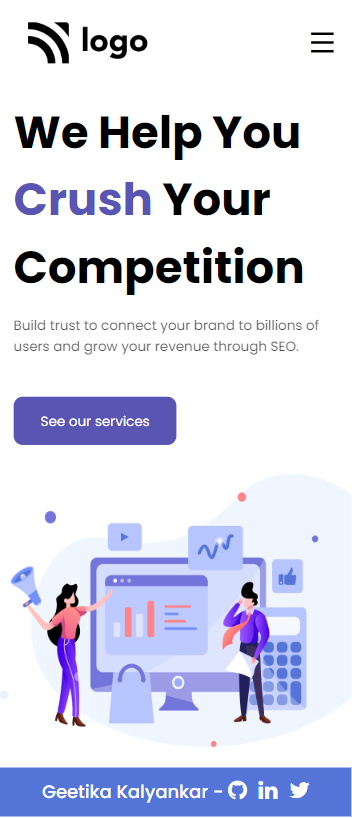 logo
We Help You
Crush Your
Competition
Build trust to connect your brand to billions of
users and grow your revenue through SEO.
See our services
Geetika Kalyankar -